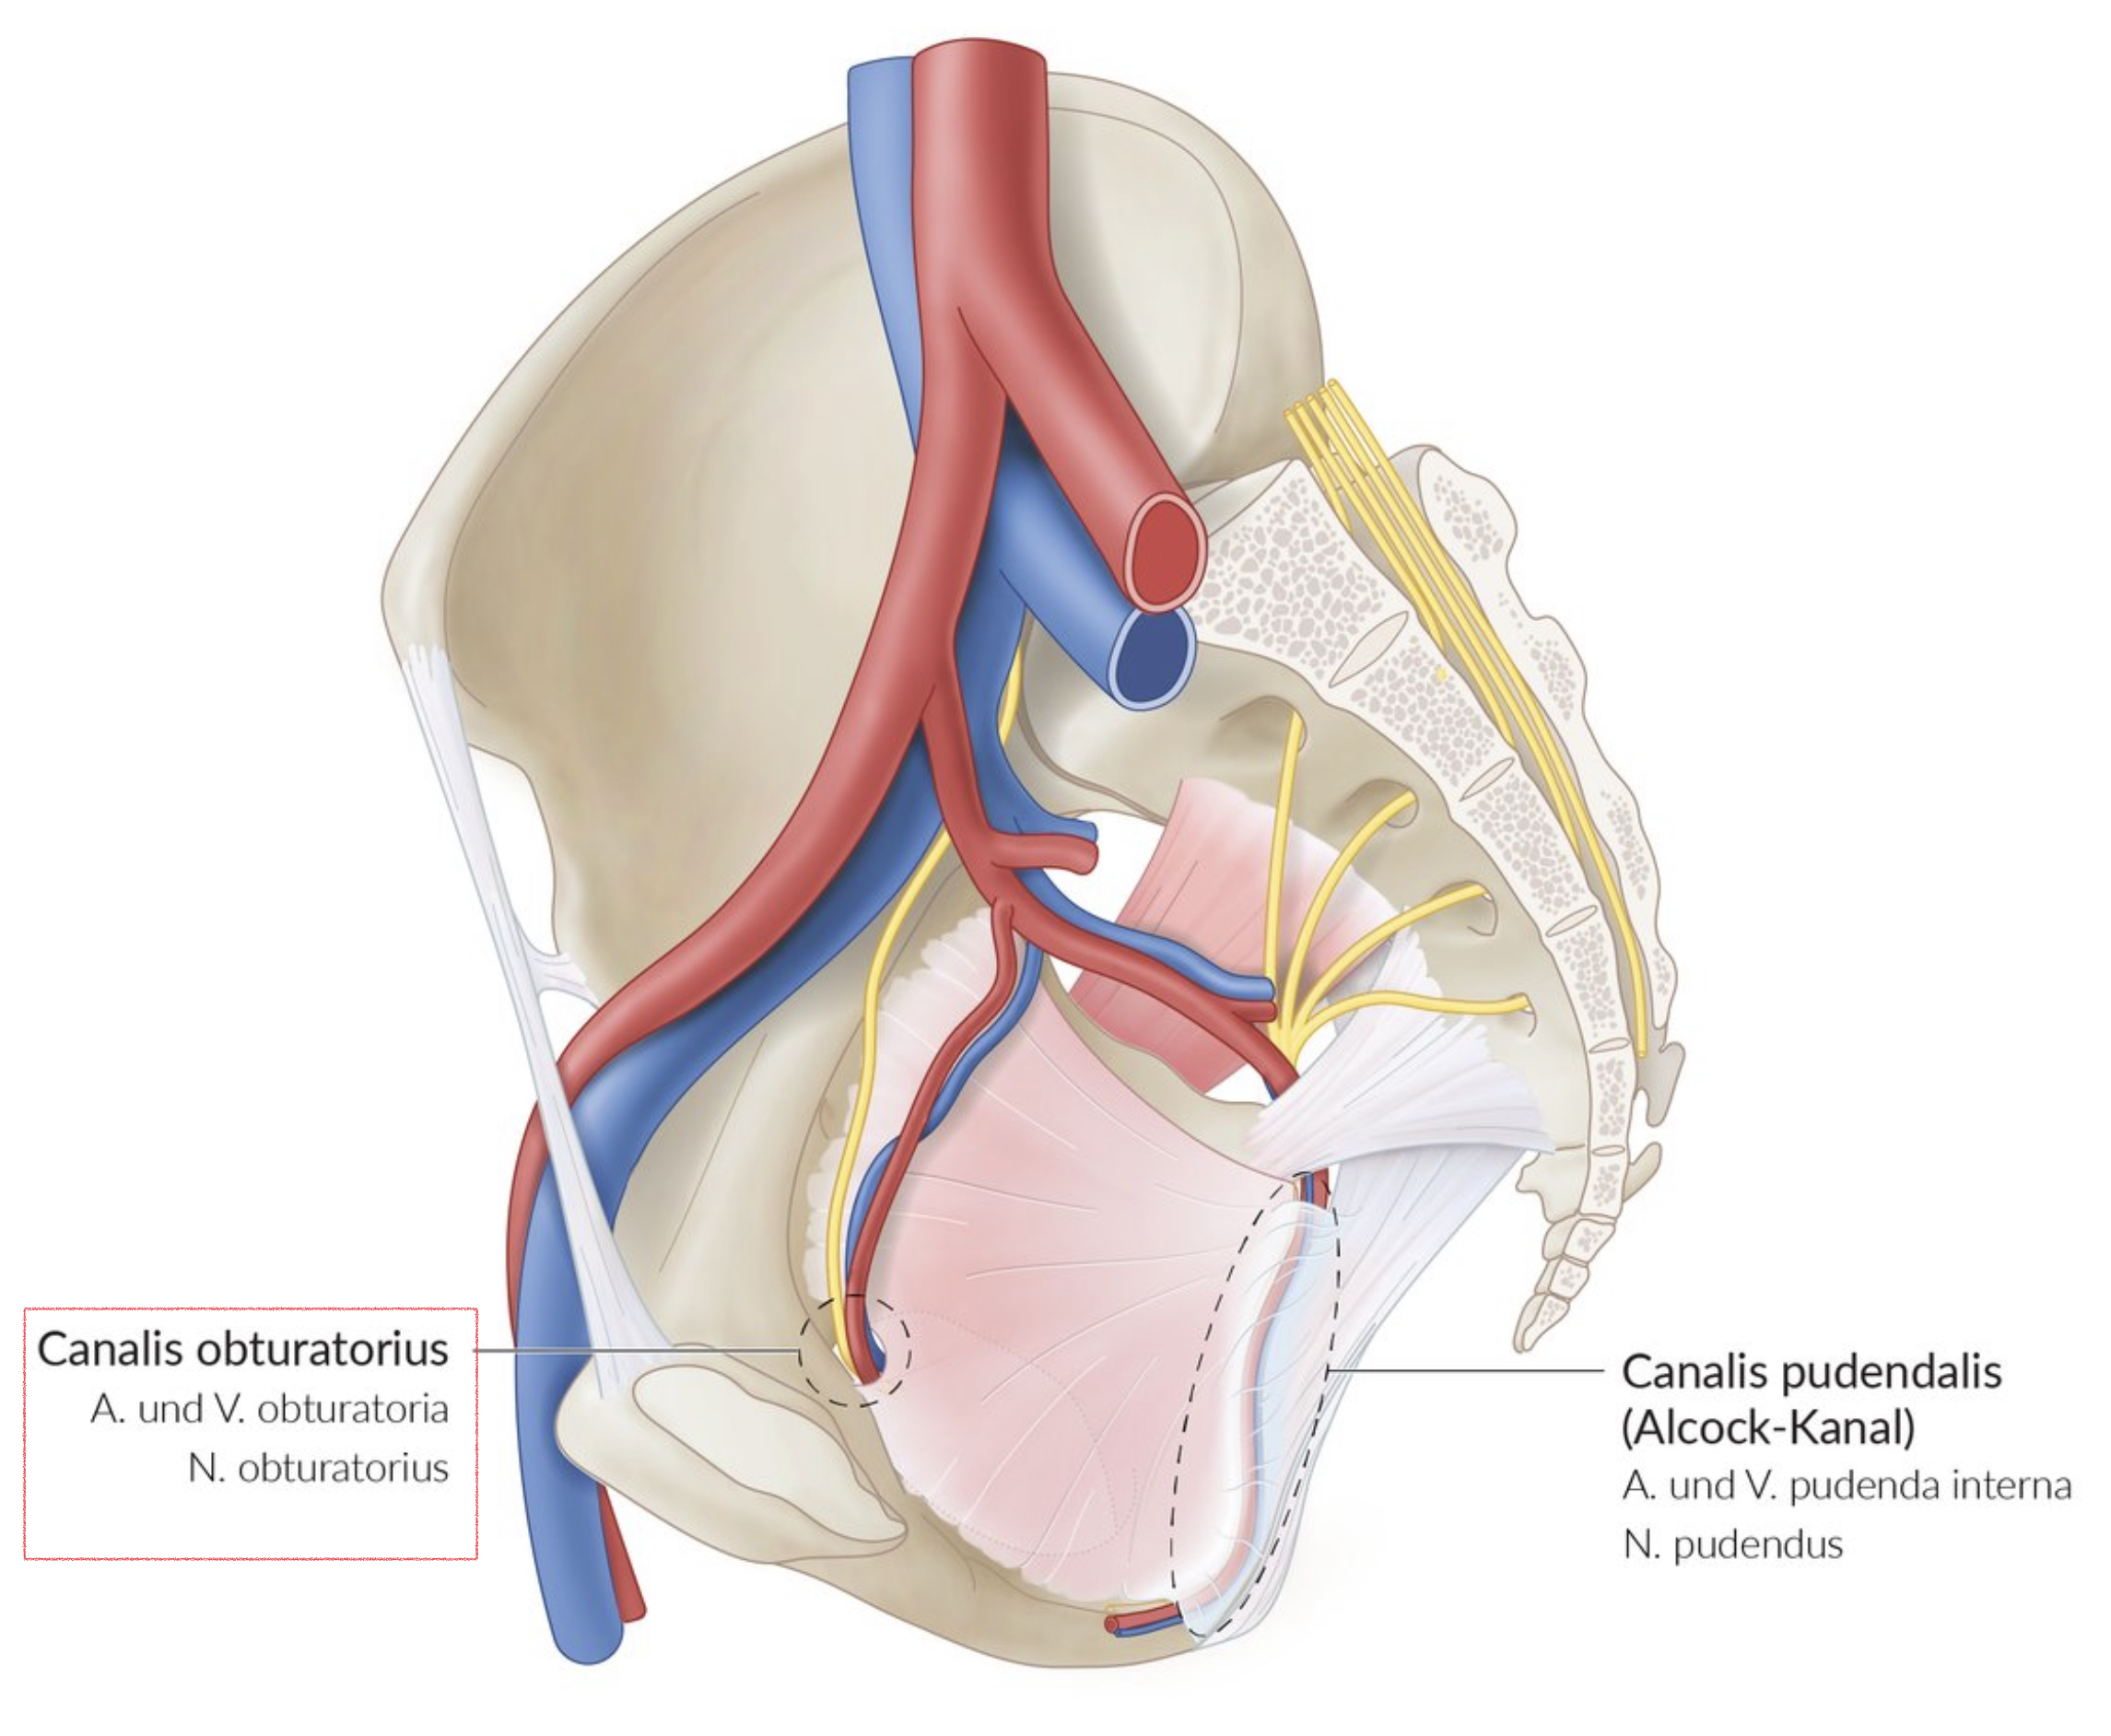 Canalis obturatorius
A. und V. obturatoria
N. obturatorius
Canalis pudendalis
(Alcock-Kanal)
A. und V. pudenda interna
N. pudendus